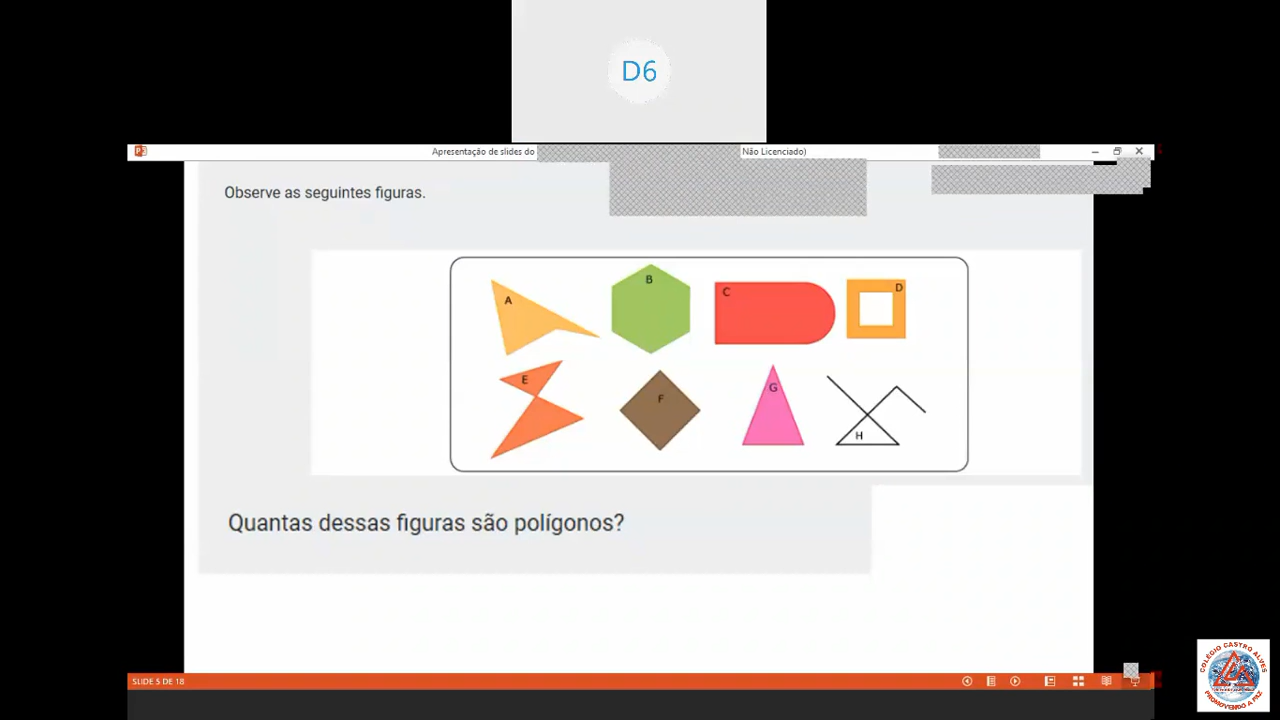 D6
Apresentação de slides do
Não Licenciado)
Observe as seguintes figuras.
A
B
C
D
E
F
G
H
Quantas dessas figuras são polígonos?
SLIDE 5 DE 18
COLÉGIO CASTRO ALVES
PROMOVENDO A PAZ